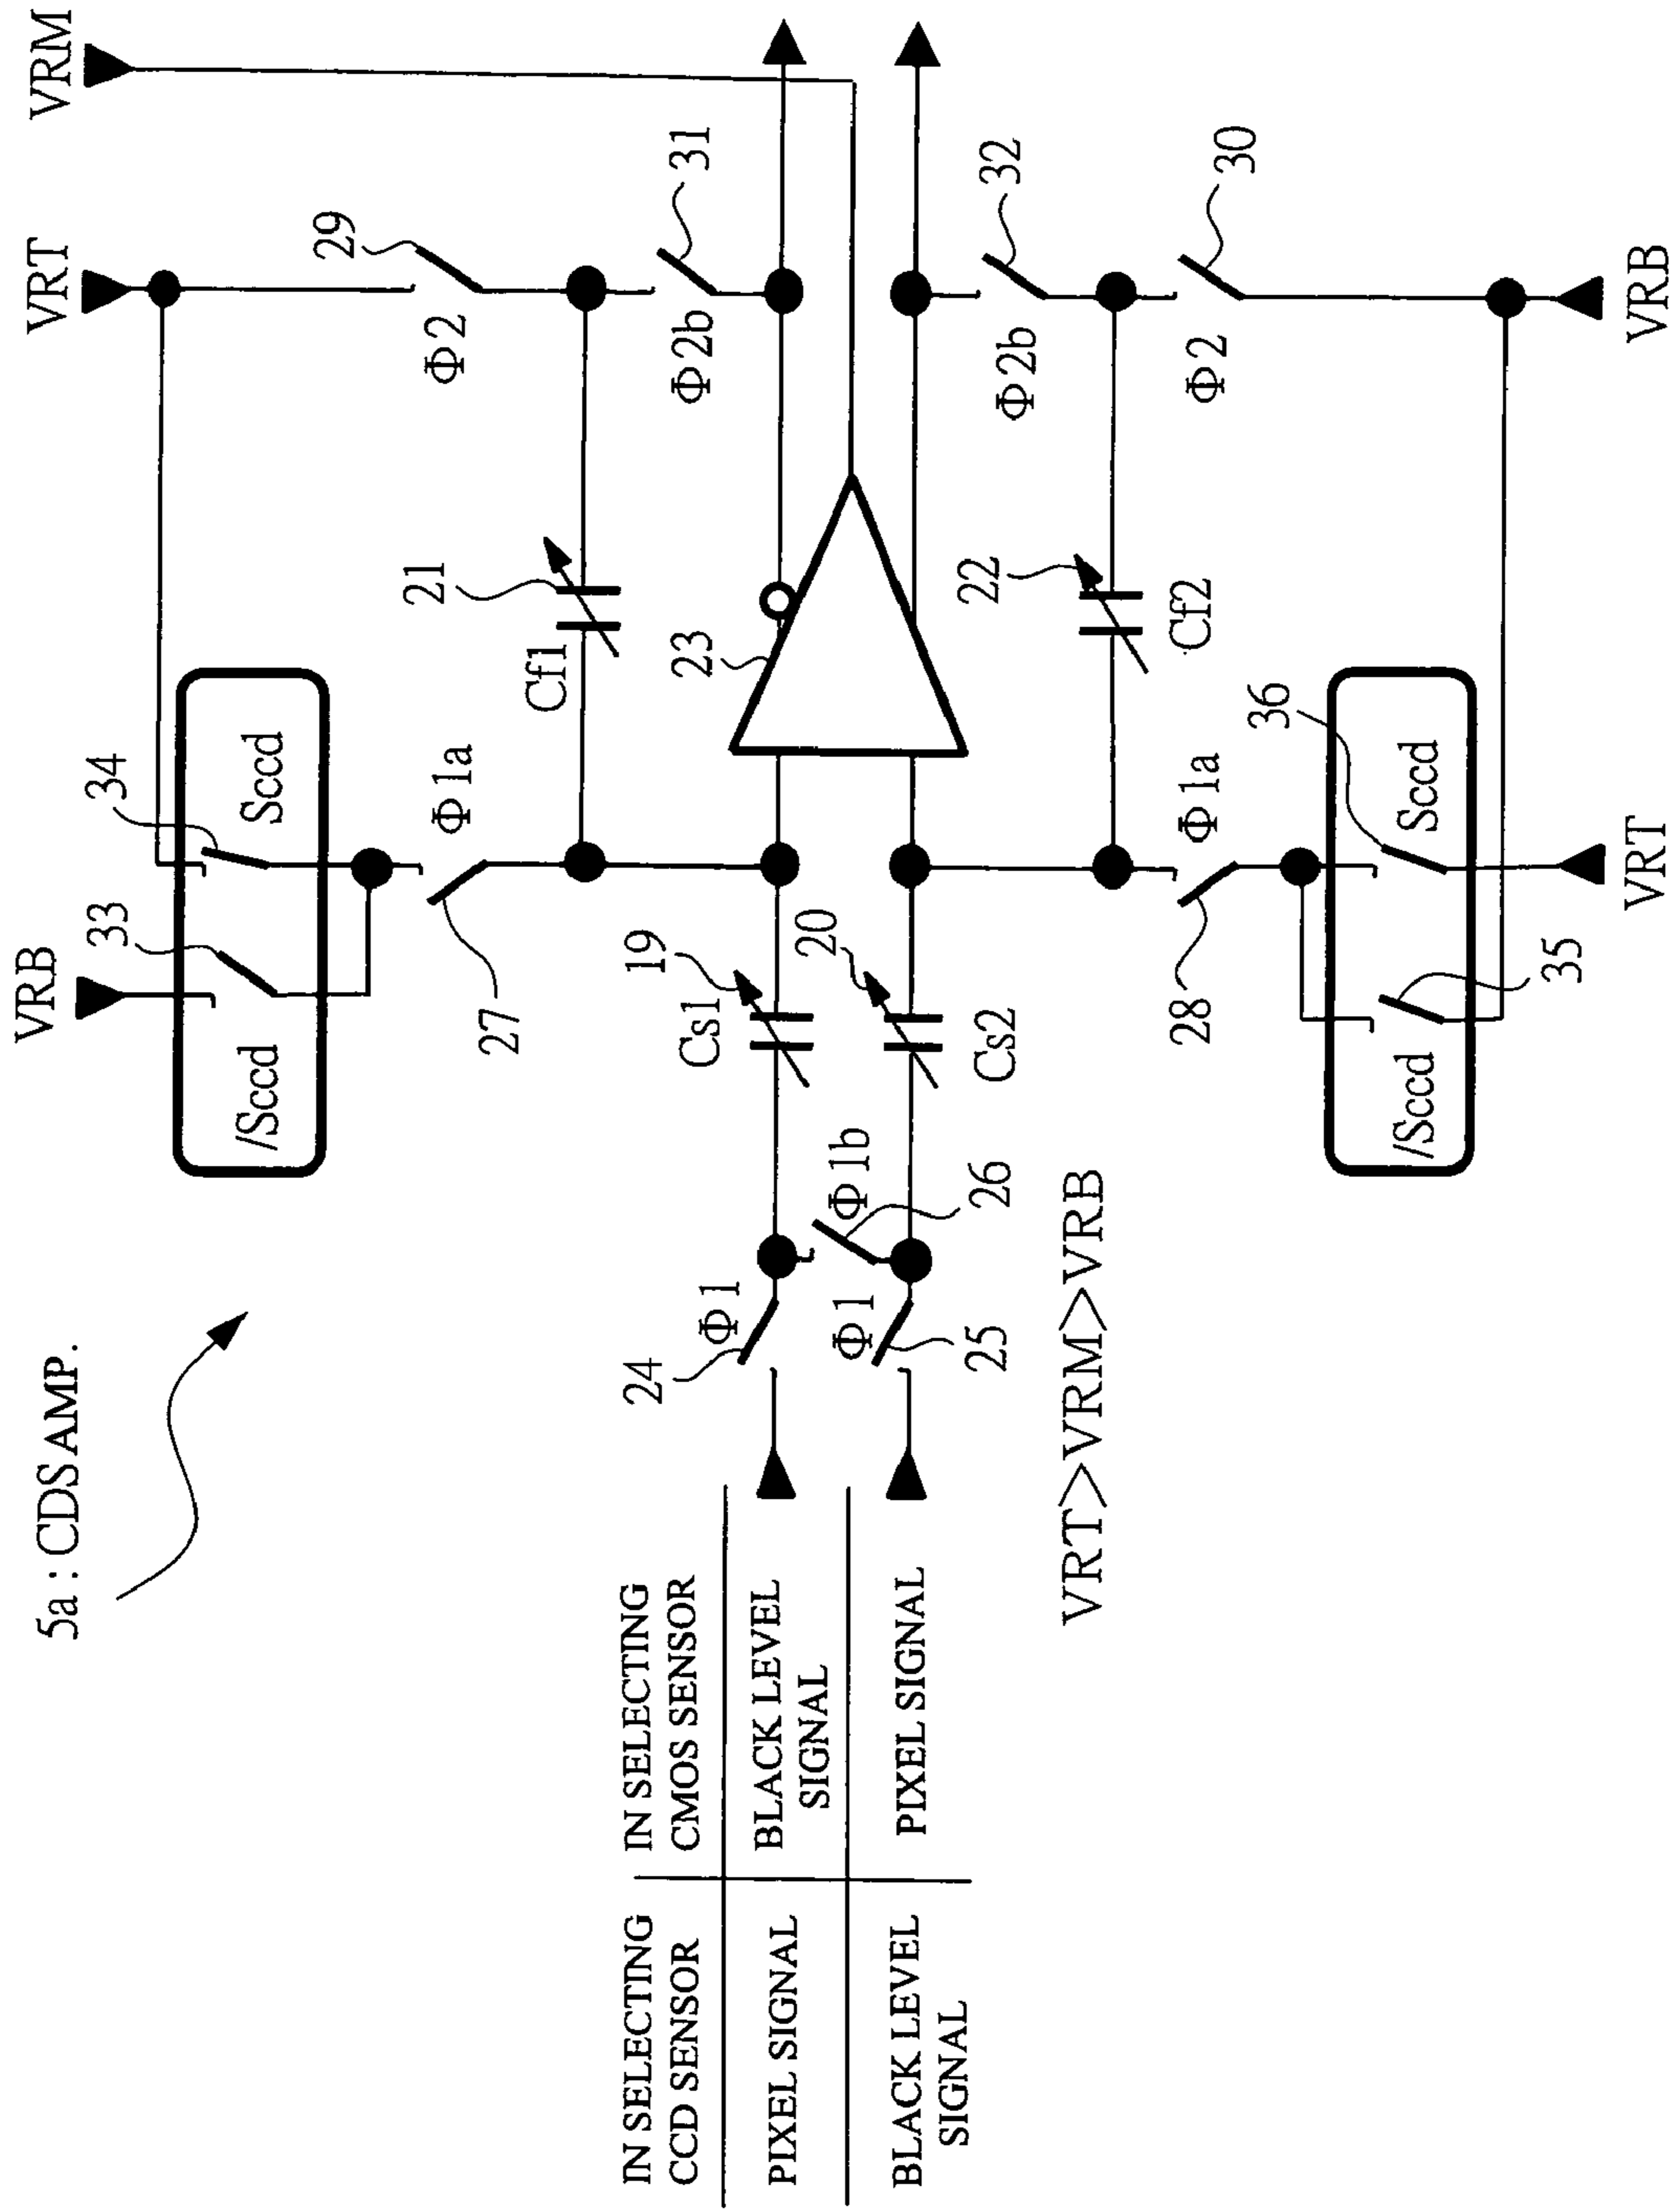 5a : CDS AMP.
VRB
VRT
VRM
33
34
/Sccd
Sccd
29
27
Φ1a
21
Φ2
Cf1
IN SELECTING
CCD SENSOR
IN SELECTING
CMOS SENSOR
24
Φ1
19
Cs1
23
Φ2b
31
PIXEL SIGNAL
BLACK LEVEL
SIGNAL
Φ1
Φ1b
20
BLACK LEVEL
SIGNAL
PIXEL SIGNAL
25
26
Cs2
22
Φ2b
32
VRT>VRM>VRB
28
Φ1a
Cf2
Φ2
30
36
/Sccd
Sccd
35
VRT
VRB